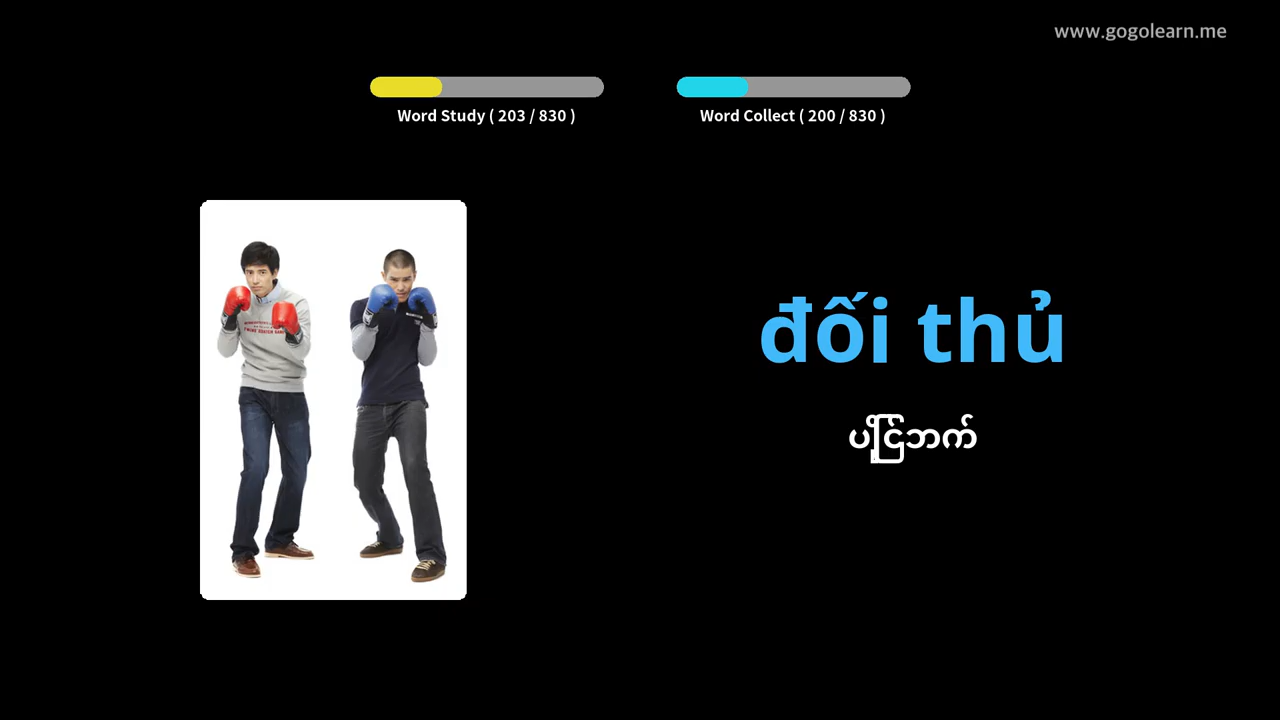 www.gogolearn.me
Word Study ( 203 / 830 )
Word Collect ( 200 / 830 )
đối thủ
ပြိုင်ဘက်